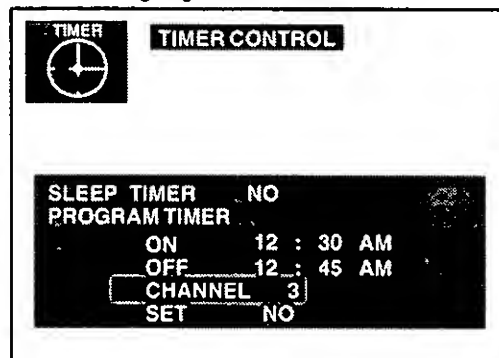 TIMER
TIMER CONTROL
SLEEP TIMER NO
PROGRAM TIMER
ON 12 : 30 AM
OFF 12 : 45 AM
CHANNEL 3
SET NO